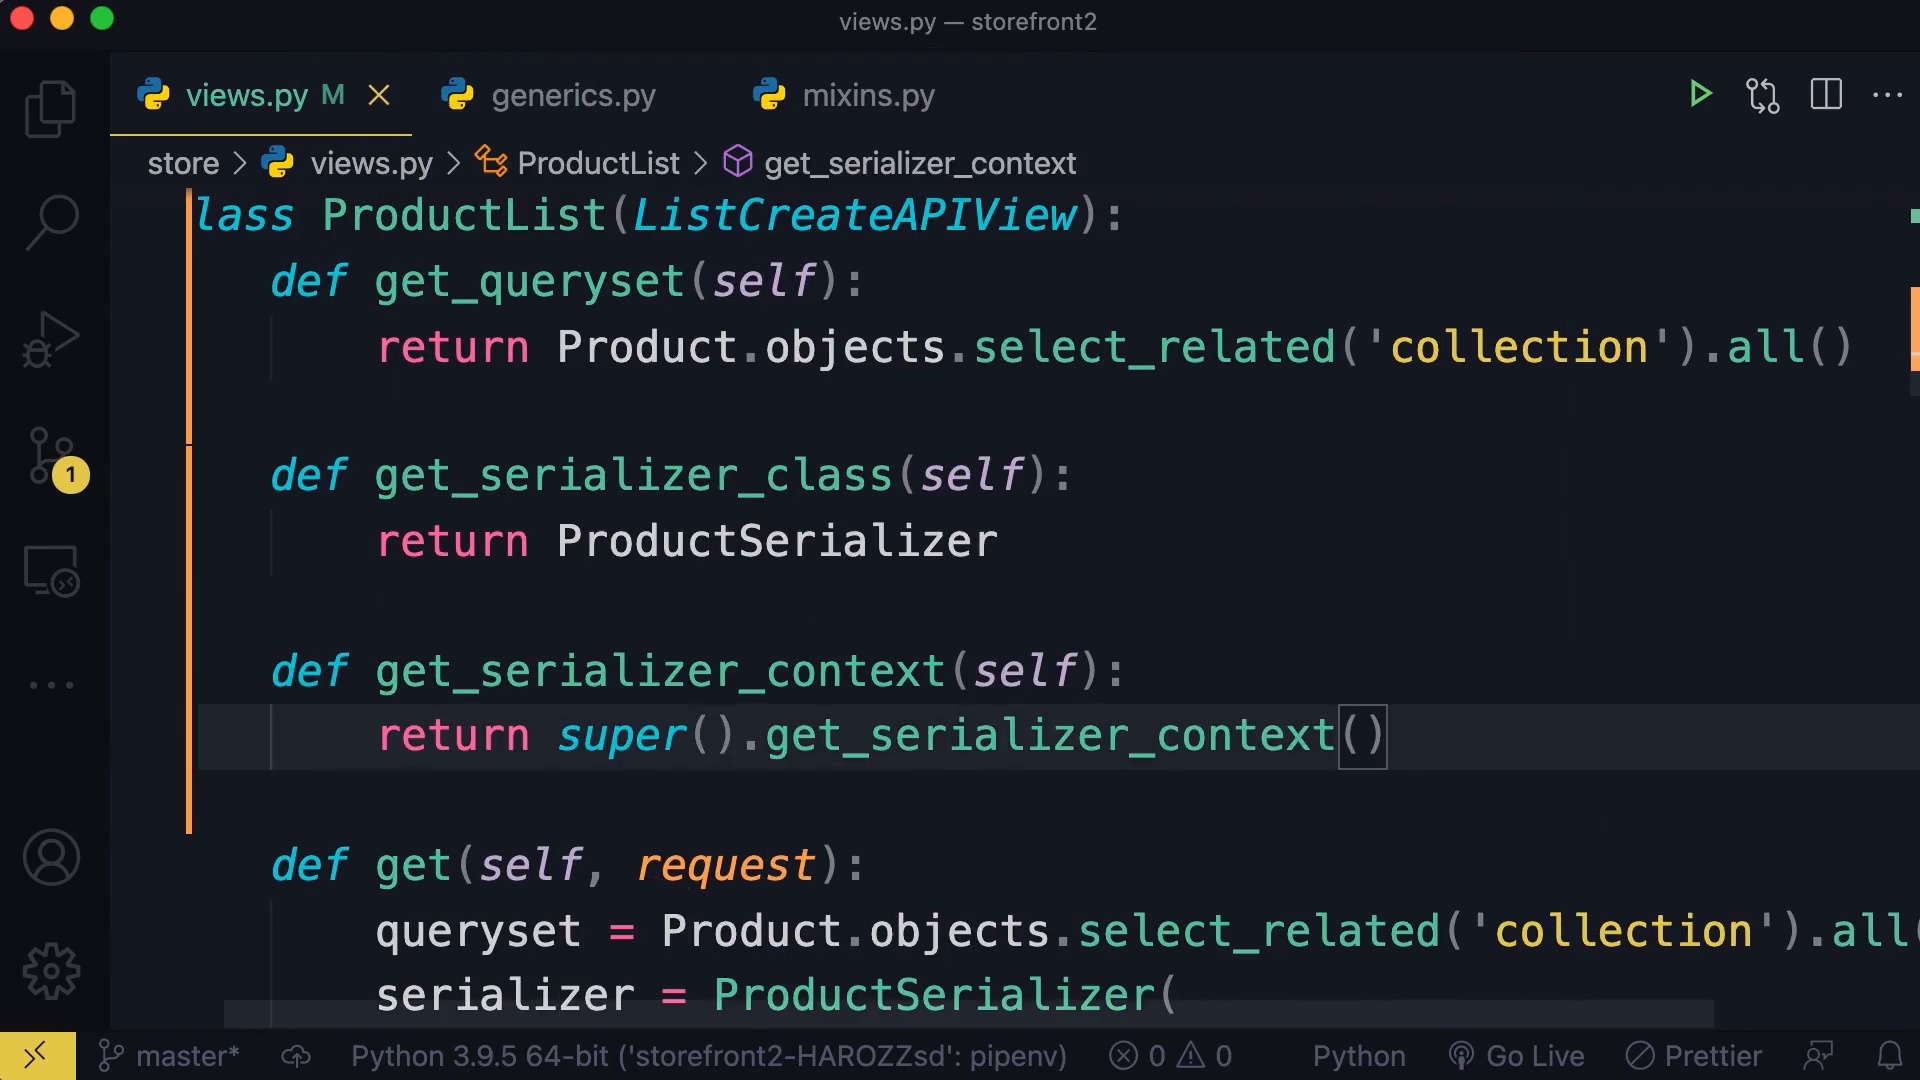 views.py — storefront2
views.py M generics.py mixins.py
store > views.py > ProductList > get_serializer_context
lass ProductList(ListCreateAPIView):
def get_queryset(self):
return Product.objects.select_related('collection').all()
def get_serializer_class(self):
return ProductSerializer
def get_serializer_context(self):
return super().get_serializer_context()
def get(self, request):
queryset = Product.objects.select_related('collection').all(
serializer = ProductSerializer(
1
master* Python 3.9.5 64-bit ('storefront2-HAROZZsd': pipenv) 0 0 Python Go Live Prettier